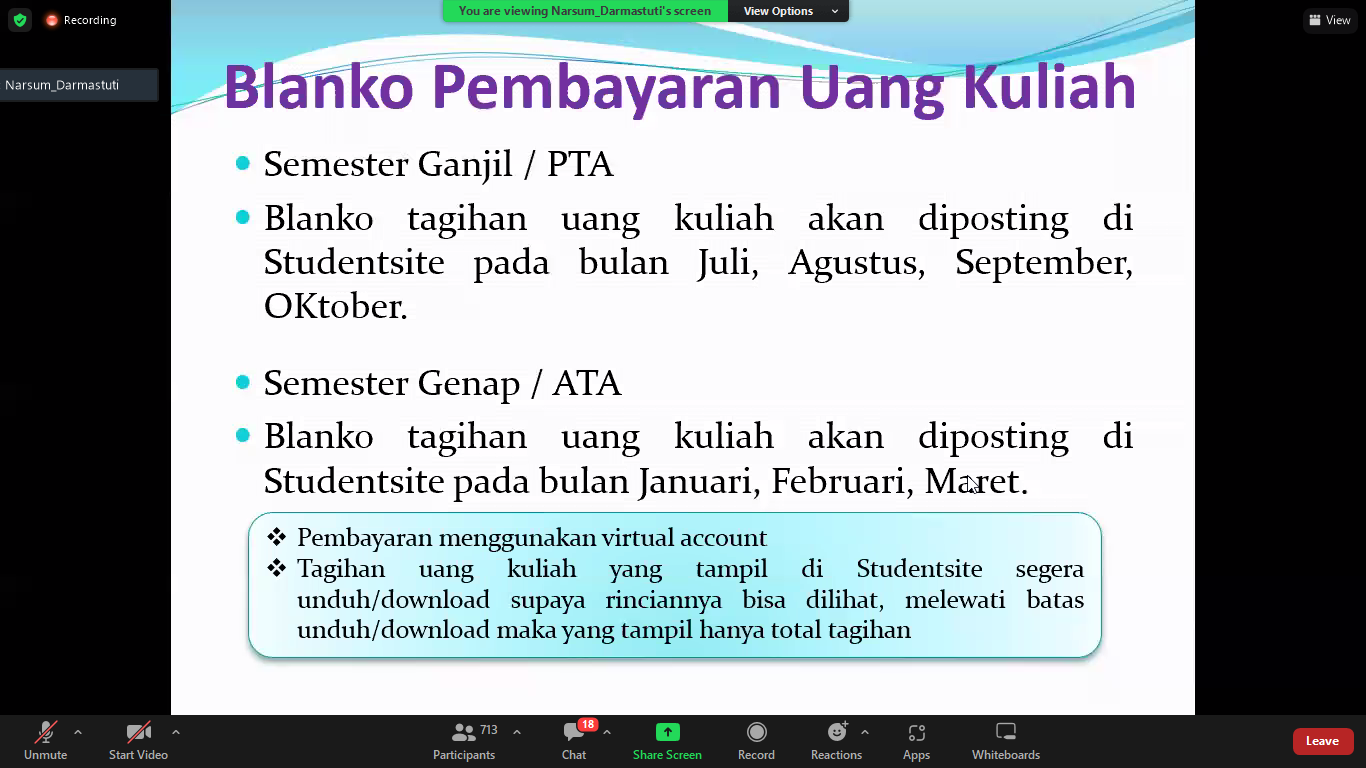 Recording
You are viewing Narsum_Darmastuti's screen
View Options
View
Narsum_Darmastuti
Blanko Pembayaran Uang Kuliah
Semester Ganjil / PTA
Blanko tagihan uang kuliah akan diposting di
Studentsite pada bulan Juli, Agustus, September,
OKtober.
Semester Genap / ATA
Blanko tagihan uang kuliah akan diposting di
Studentsite pada bulan Januari, Februari, Maret.
Pembayaran menggunakan virtual account
Tagihan uang kuliah yang tampil di Studentsite segera
unduh/download supaya rinciannya bisa dilihat, melewati batas
unduh/download maka yang tampil hanya total tagihan
713
18
Unmute
Start Video
Participants
Chat
Share Screen
Record
Reactions
Apps
Whiteboards
Leave